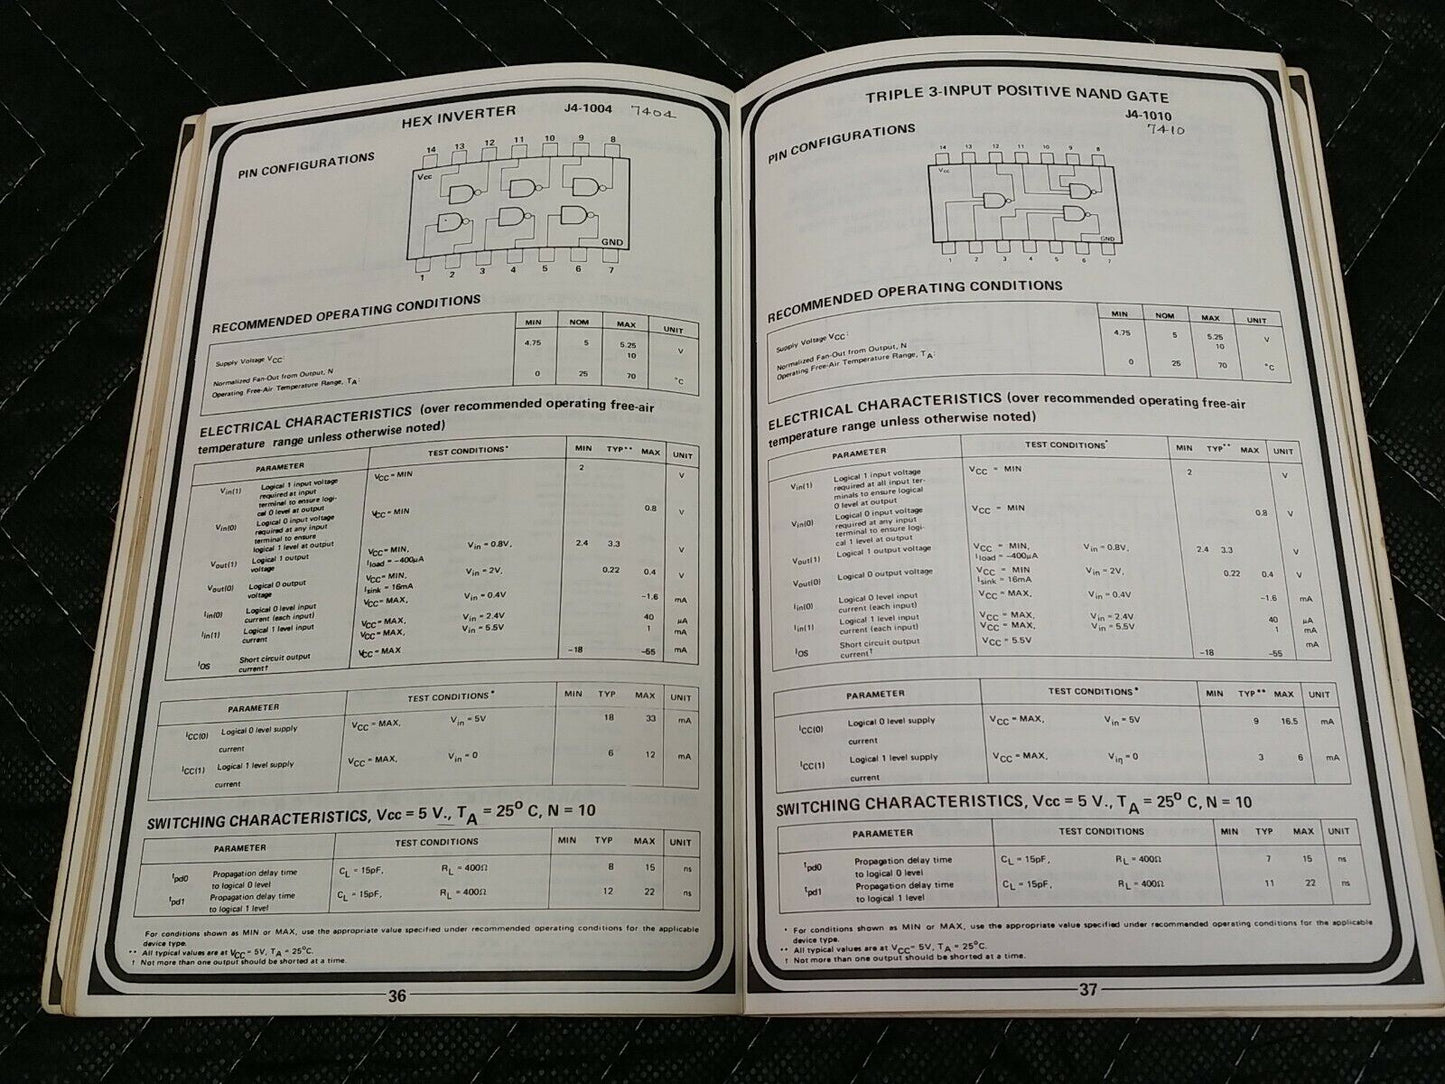 HEX INVERTER J4-1004 7404
PIN CONFIGURATIONS
14 13 12 11 10 9 8
Vcc
GND
1 2 3 4 5 6 7
RECOMMENDED OPERATING CONDITIONS
MIN NOM MAX UNIT
Supply Voltage VCC: 4.75 5 5.25 V
Normalized Fan-Out from Output, N 10
Operating Free-Air Temperature Range, TA: 0 25 70 °C
ELECTRICAL CHARACTERISTICS (over recommended operating free-air
temperature range unless otherwise noted)
PARAMETER TEST CONDITIONS* MIN TYP** MAX UNIT
Vin(1) Logical 1 input voltage VCC = MIN 2 V
required at input
terminal to ensure logi-
cal 0 level at output
Vin(0) Logical 0 input voltage VCC = MIN 0.8 V
required at any input
terminal to ensure
logical 1 level at output
Vout(1) Logical 1 output VCC = MIN, Vin = 0.8V, 2.4 3.3 V
voltage Iload = -400µA
Vout(0) Logical 0 output VCC = MIN, Vin = 2V, 0.22 0.4 V
voltage Isink = 16mA
Iin(0) Logical 0 level input VCC = MAX, Vin = 0.4V -1.6 mA
current (each input)
Iin(1) Logical 1 level input VCC = MAX, Vin = 2.4V 40 µA
current VCC = MAX, Vin = 5.5V 1 mA
IOS Short circuit output VCC = MAX -18 -55 mA
current†
PARAMETER TEST CONDITIONS* MIN TYP MAX UNIT
ICC(0) Logical 0 level supply VCC = MAX, Vin = 5V 18 33 mA
current
ICC(1) Logical 1 level supply VCC = MAX, Vin = 0 6 12 mA
current
SWITCHING CHARACTERISTICS, Vcc = 5 V., TA = 25° C, N = 10
PARAMETER TEST CONDITIONS MIN TYP MAX UNIT
tpd0 Propagation delay time CL = 15pF, RL = 400Ω 8 15 ns
to logical 0 level
tpd1 Propagation delay time CL = 15pF, RL = 400Ω 12 22 ns
to logical 1 level
For conditions shown as MIN or MAX, use the appropriate value specified under recommended operating conditions for the applicable
device type.
** All typical values are at VCC = 5V, TA = 25°C.
† Not more than one output should be shorted at a time.
36
TRIPLE 3-INPUT POSITIVE NAND GATE
J4-1010
7410
PIN CONFIGURATIONS
14 13 12 11 10 9 8
Vcc
GND
1 2 3 4 5 6 7
RECOMMENDED OPERATING CONDITIONS
MIN NOM MAX UNIT
Supply Voltage VCC: 4.75 5 5.25 V
Normalized Fan-Out from Output, N 10
Operating Free-Air Temperature Range, TA: 0 25 70 °C
ELECTRICAL CHARACTERISTICS (over recommended operating free-air
temperature range unless otherwise noted)
PARAMETER TEST CONDITIONS* MIN TYP** MAX UNIT
Vin(1) Logical 1 input voltage VCC = MIN 2 V
required at all input ter-
minals to ensure logical
0 level at output
Vin(0) Logical 0 input voltage VCC = MIN 0.8 V
required at any input
terminal to ensure logi-
cal 1 level at output
Vout(1) Logical 1 output voltage VCC = MIN, Vin = 0.8V, 2.4 3.3 V
Iload = -400µA
Vout(0) Logical 0 output voltage VCC = MIN Vin = 2V, 0.22 0.4 V
Isink = 16mA
Iin(0) Logical 0 level input VCC = MAX, Vin = 0.4V -1.6 mA
current (each input)
Iin(1) Logical 1 level input VCC = MAX, Vin = 2.4V 40 µA
current (each input) VCC = MAX, Vin = 5.5V 1 mA
IOS Short circuit output VCC = 5.5V -18 -55 mA
current†
PARAMETER TEST CONDITIONS* MIN TYP** MAX UNIT
ICC(0) Logical 0 level supply VCC = MAX, Vin = 5V 9 16.5 mA
current
ICC(1) Logical 1 level supply VCC = MAX, Vin = 0 3 6 mA
current
SWITCHING CHARACTERISTICS, Vcc = 5 V., TA = 25° C, N = 10
PARAMETER TEST CONDITIONS MIN TYP MAX UNIT
tpd0 Propagation delay time CL = 15pF, RL = 400Ω 7 15 ns
to logical 0 level
tpd1 Propagation delay time CL = 15pF, RL = 400Ω 11 22 ns
to logical 1 level
* For conditions shown as MIN or MAX, use the appropriate value specified under recommended operating conditions for the applicable
device type.
** All typical values are at VCC = 5V, TA = 25°C.
† Not more than one output should be shorted at a time.
37